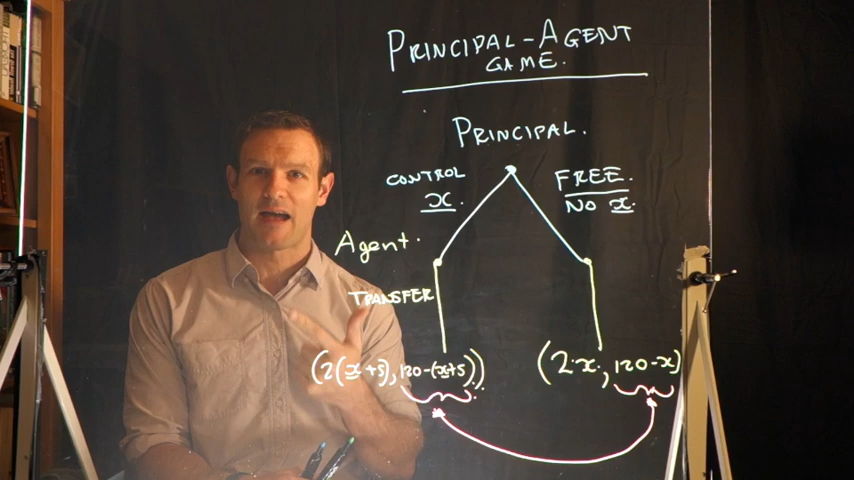 PRINCIPAL-AGENT
GAME.
PRINCIPAL.
CONTROL
x.
FREE.
NO x.
Agent.
TRANSFER
(2(x+5), 120-(x+5))
(2·x, 120-x)